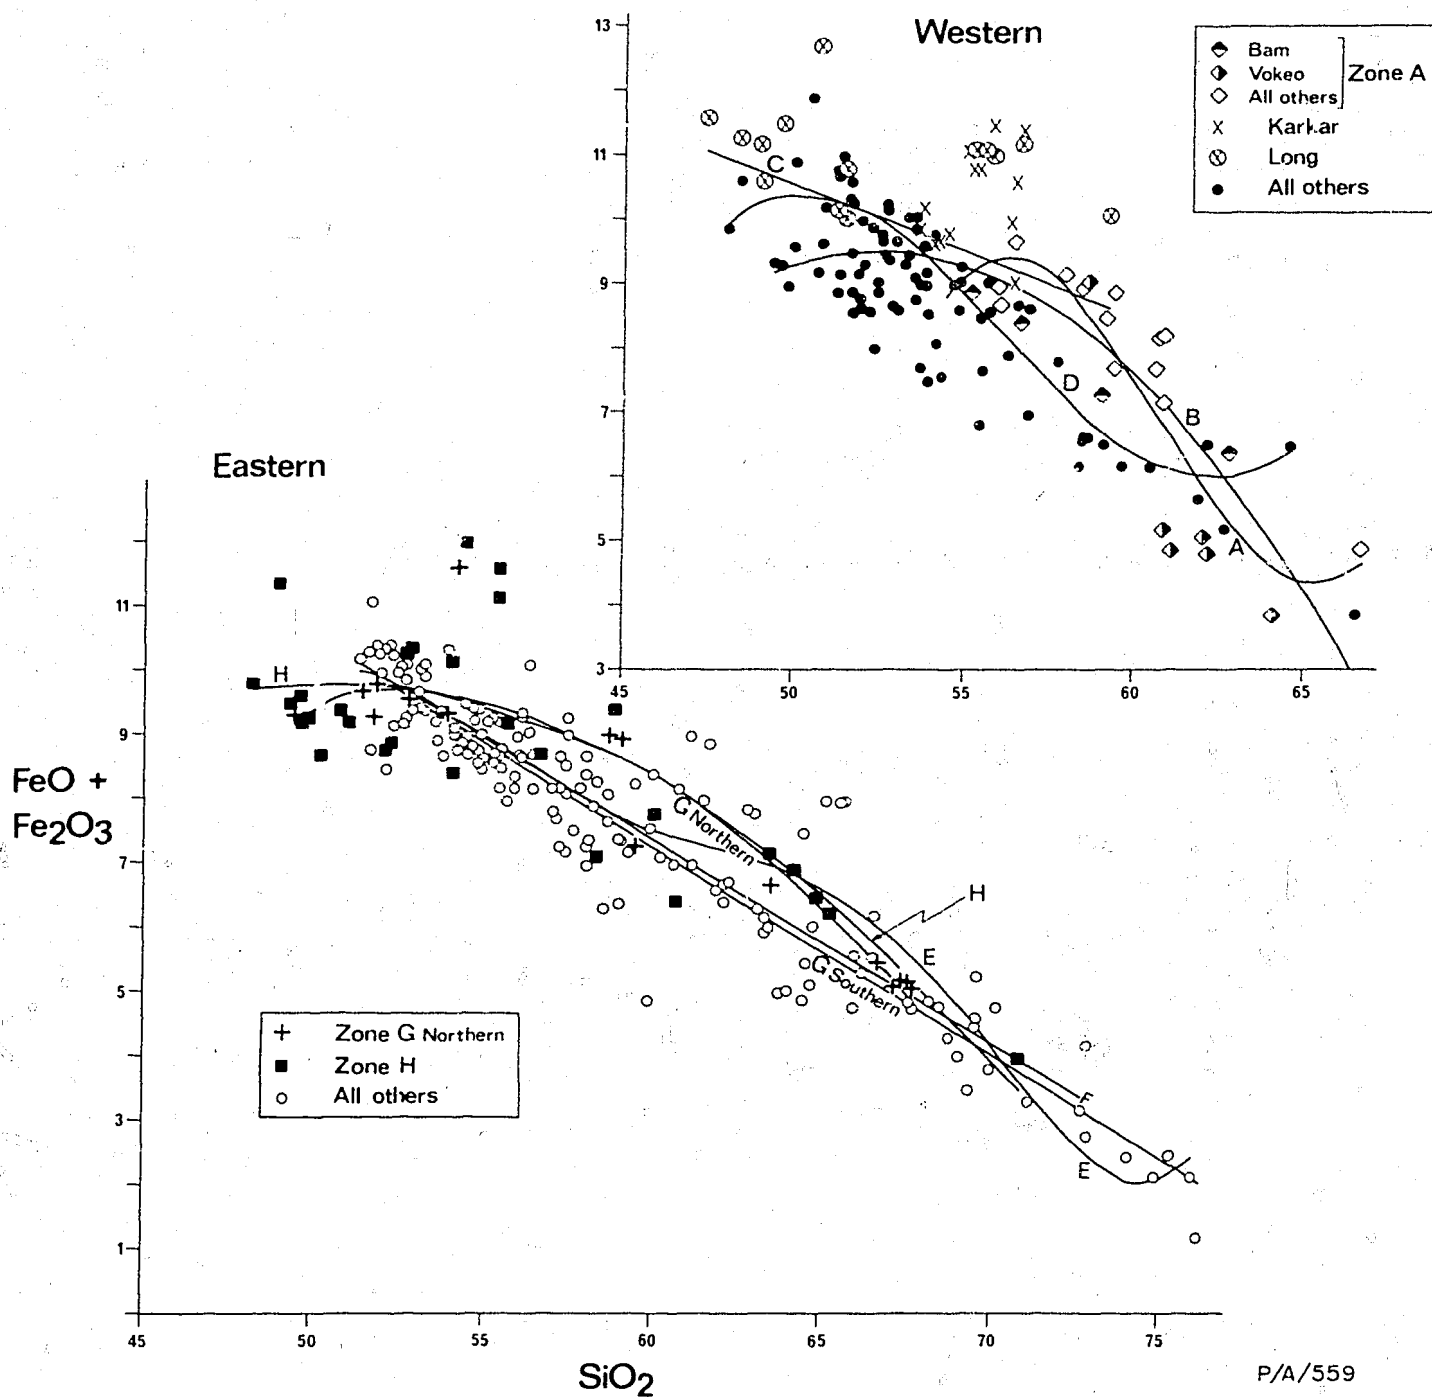 Western
Bam
Vokeo
All others
Zone A
Karkar
Long
All others
13
11
9
7
5
3
C
D
B
A
45
50
55
60
65
Eastern
11
9
7
5
3
1
FeO +
Fe2O3
H
G Northern
H
E
G Southern
F
E
Zone G Northern
Zone H
All others
45
50
55
60
65
70
75
SiO2
P/A/559